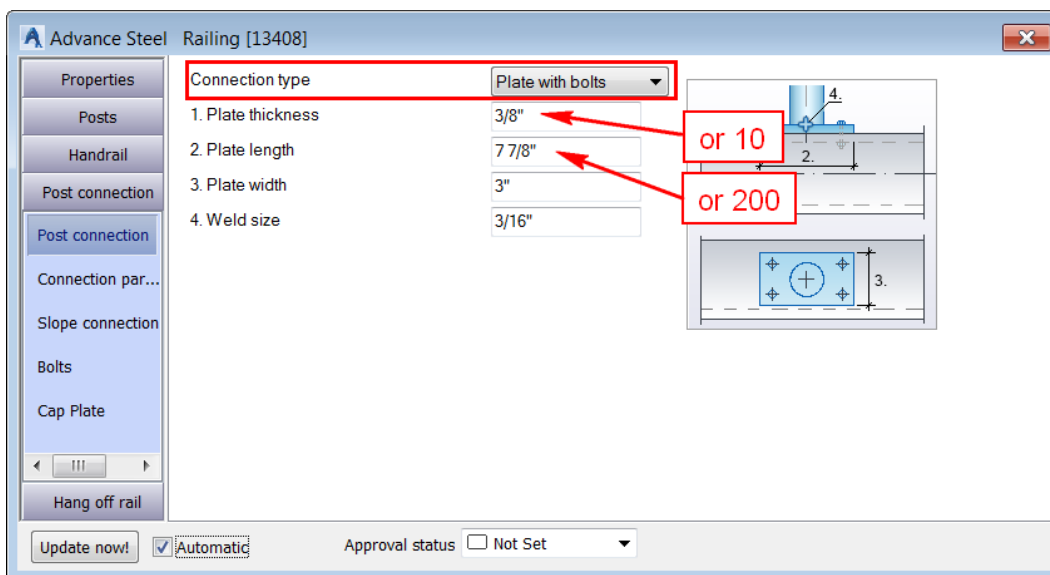 Advance Steel Railing [13408]
Properties
Posts
Handrail
Post connection
Post connection
Connection par...
Slope connection
Bolts
Cap Plate
Hang off rail
Connection type Plate with bolts
1. Plate thickness 3/8"
2. Plate length 7 7/8"
3. Plate width 3"
4. Weld size 3/16"
or 10
or 200
4.
2.
3.
Update now! Automatic Approval status Not Set